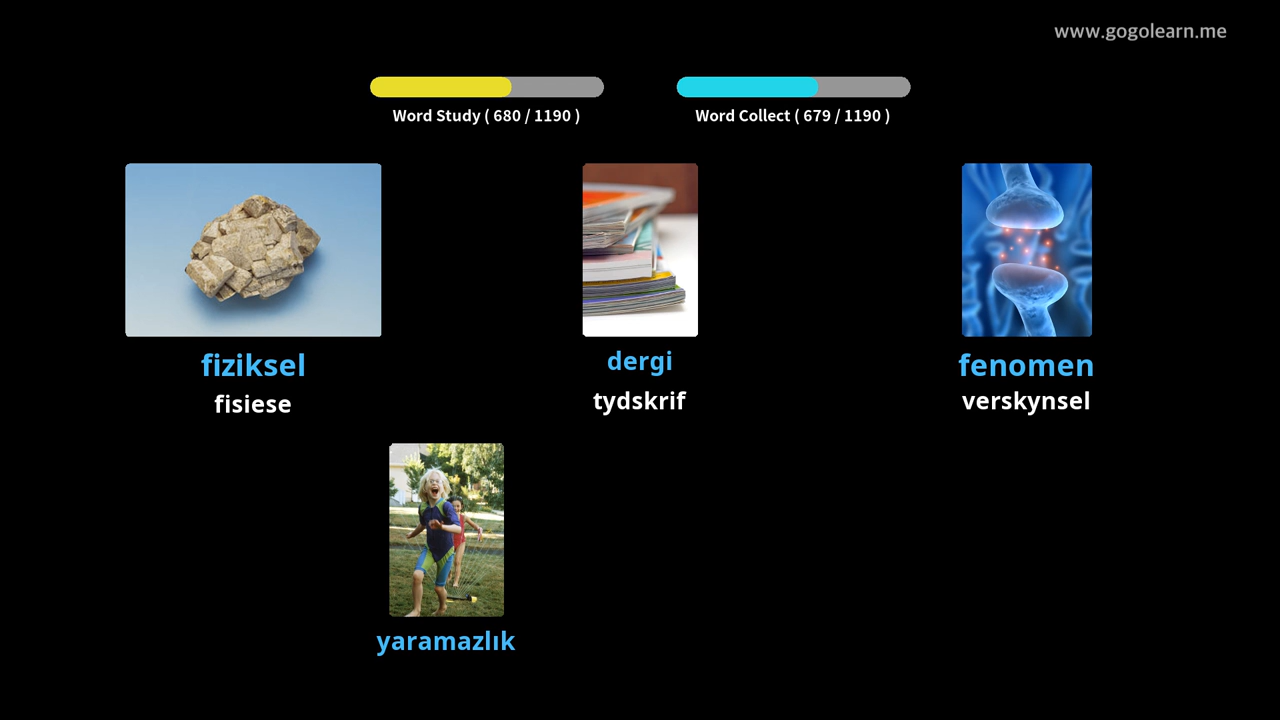 www.gogolearn.me
Word Study ( 680 / 1190 )
Word Collect ( 679 / 1190 )
fiziksel
fisiese
dergi
tydskrif
fenomen
verskynsel
yaramazlık